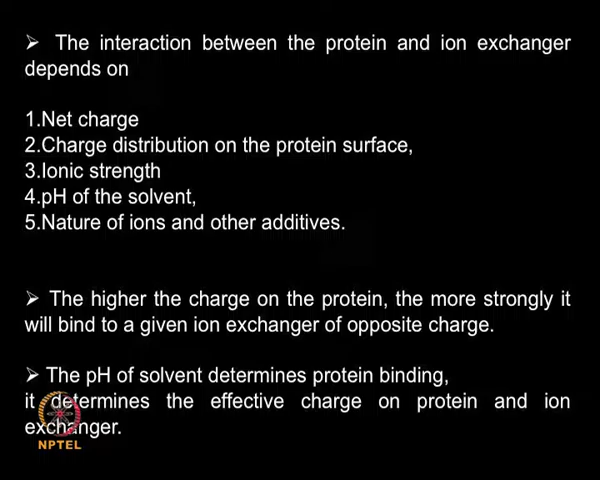 ➢ The interaction between the protein and ion exchanger
depends on
1.Net charge
2.Charge distribution on the protein surface,
3.Ionic strength
4.pH of the solvent,
5.Nature of ions and other additives.
➢ The higher the charge on the protein, the more strongly it
will bind to a given ion exchanger of opposite charge.
➢ The pH of solvent determines protein binding,
it determines the effective charge on protein and ion
exchanger.
NPTEL